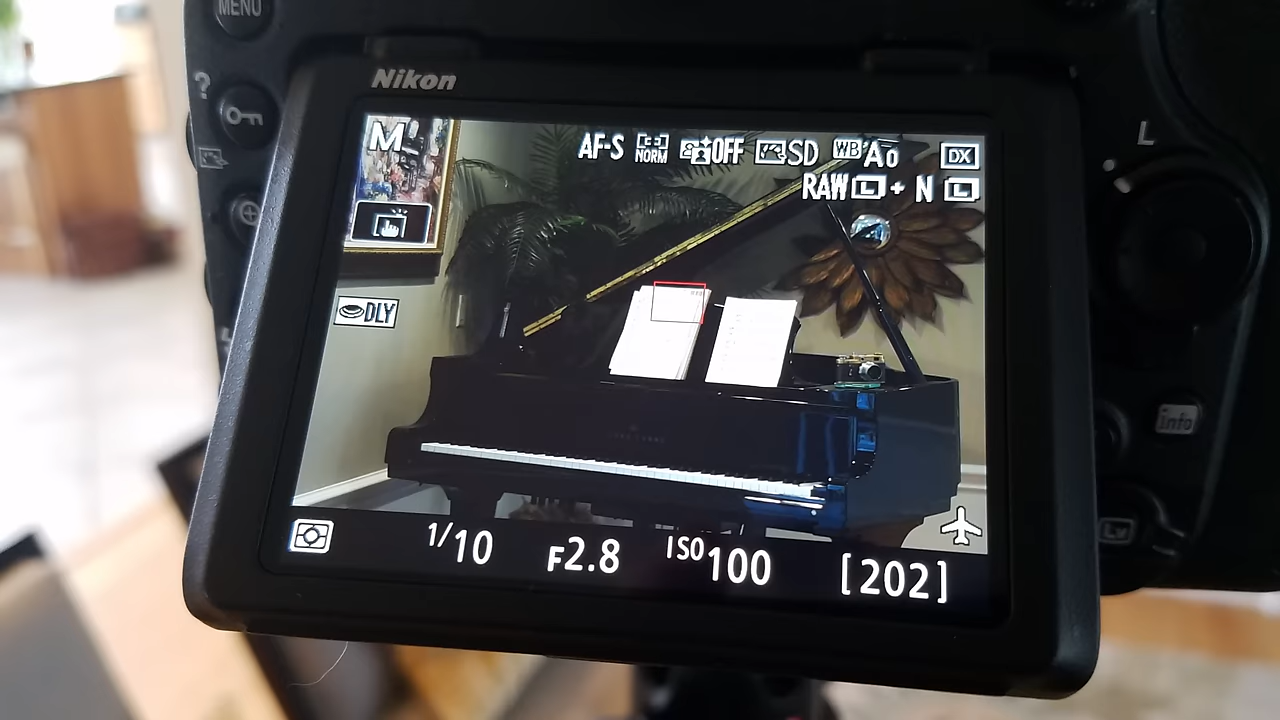 MENU
?
Nikon
L
M AF-S NORM OFF SD WB A0 DX
RAW L + N L
DLY
info
Lv
1/10 F2.8 ISO 100 [202]